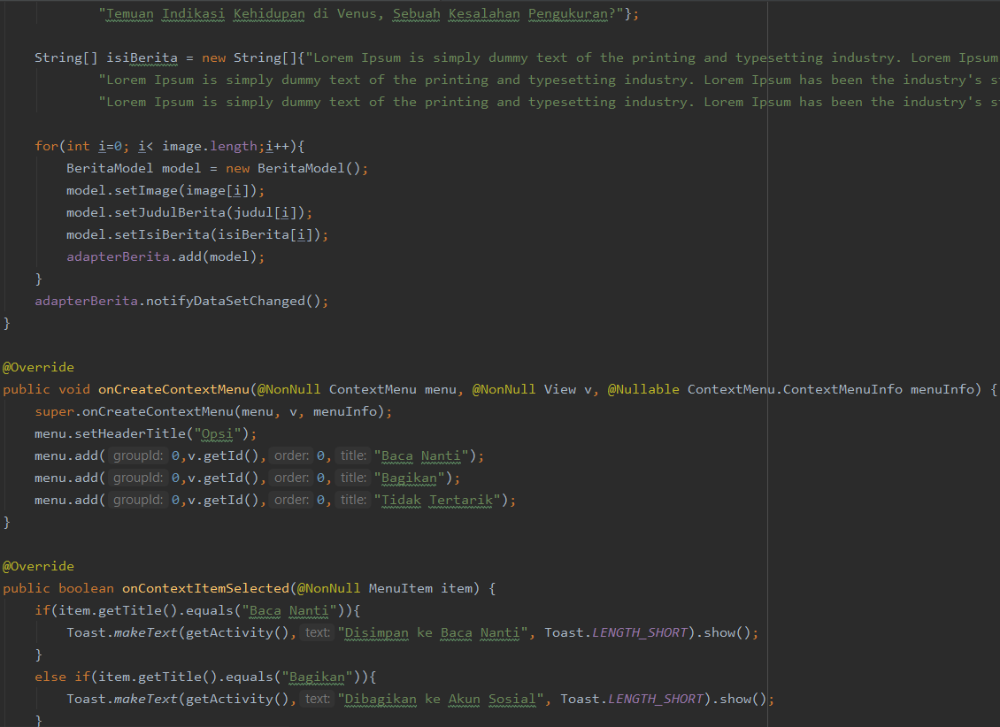 "Temuan Indikasi Kehidupan di Venus, Sebuah Kesalahan Pengukuran?"};
String[] isiBerita = new String[]{"Lorem Ipsum is simply dummy text of the printing and typesetting industry. Lorem Ipsum
"Lorem Ipsum is simply dummy text of the printing and typesetting industry. Lorem Ipsum has been the industry's s
"Lorem Ipsum is simply dummy text of the printing and typesetting industry. Lorem Ipsum has been the industry's s
for(int i=0; i< image.length;i++){
BeritaModel model = new BeritaModel();
model.setImage(image[i]);
model.setJudulBerita(judul[i]);
model.setIsiBerita(isiBerita[i]);
adapterBerita.add(model);
}
adapterBerita.notifyDataSetChanged();
}
@Override
public void onCreateContextMenu(@NonNull ContextMenu menu, @NonNull View v, @Nullable ContextMenu.ContextMenuInfo menuInfo) {
super.onCreateContextMenu(menu, v, menuInfo);
menu.setHeaderTitle("Opsi");
menu.add( groupId: 0,v.getId(), order: 0, title: "Baca Nanti");
menu.add( groupId: 0,v.getId(), order: 0, title: "Bagikan");
menu.add( groupId: 0,v.getId(), order: 0, title: "Tidak Tertarik");
}
@Override
public boolean onContextItemSelected(@NonNull MenuItem item) {
if(item.getTitle().equals("Baca Nanti")){
Toast.makeText(getActivity(), text: "Disimpan ke Baca Nanti", Toast.LENGTH_SHORT).show();
}
else if(item.getTitle().equals("Bagikan")){
Toast.makeText(getActivity(), text: "Dibagikan ke Akun Sosial", Toast.LENGTH_SHORT).show();
}